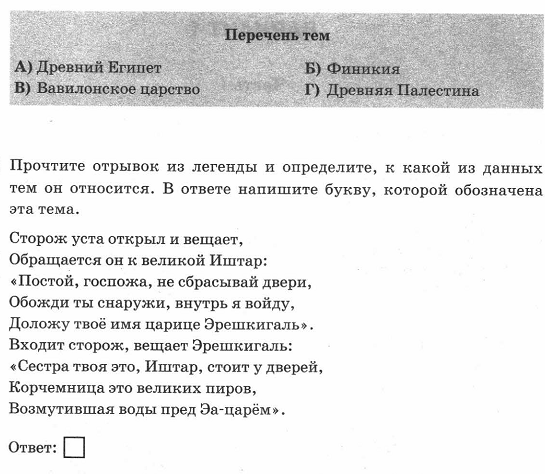 Перечень тем
А) Древний Египет
Б) Финикия
В) Вавилонское царство
Г) Древняя Палестина
Прочтите отрывок из легенды и определите, к какой из данных
тем он относится. В ответе напишите букву, которой обозначена
эта тема.
Сторож уста открыл и вещает,
Обращается он к великой Иштар:
«Постой, госпожа, не сбрасывай двери,
Обожди ты снаружи, внутрь я войду,
Доложу твоё имя царице Эрешкигаль».
Входит сторож, вещает Эрешкигаль:
«Сестра твоя это, Иштар, стоит у дверей,
Корчемница это великих пиров,
Возмутившая воды пред Эа-царём».
Ответ: